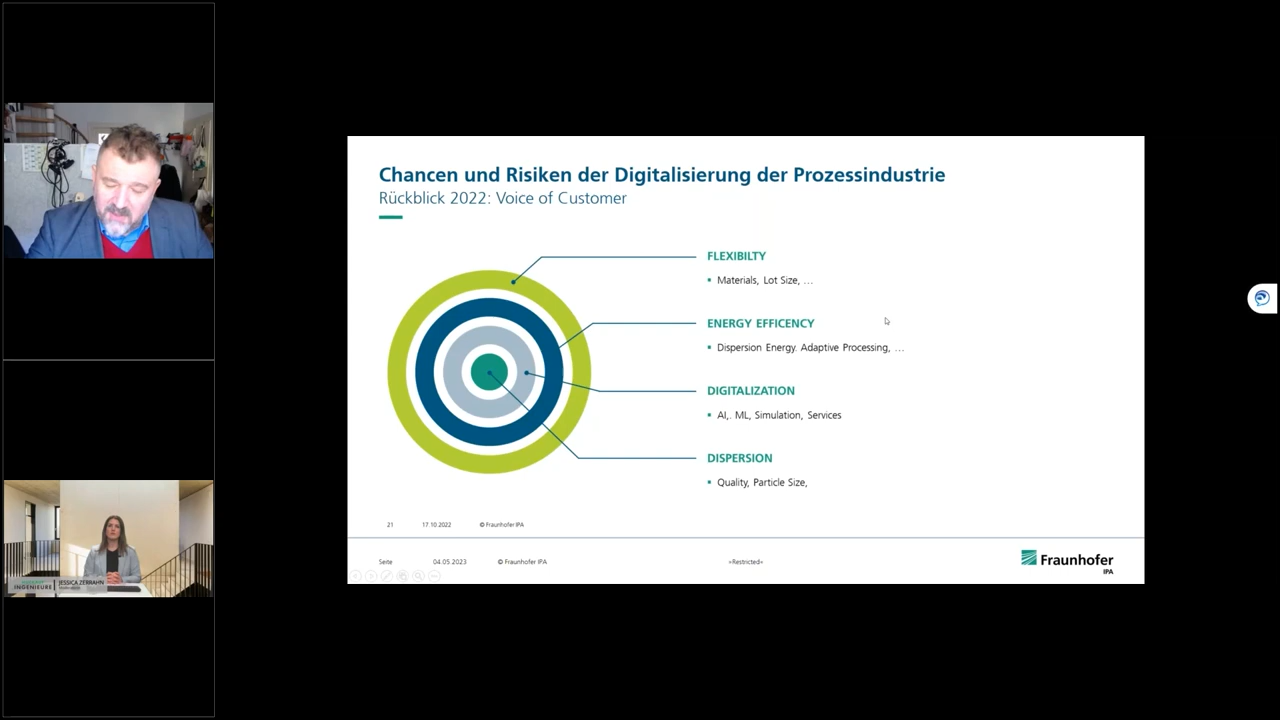 Chancen und Risiken der Digitalisierung der Prozessindustrie
Rückblick 2022: Voice of Customer
FLEXIBILTY
Materials, Lot Size, …
ENERGY EFFICENCY
Dispersion Energy. Adaptive Processing, …
DIGITALIZATION
AI,. ML, Simulation, Services
DISPERSION
Quality, Particle Size,
21 17.10.2022 © Fraunhofer IPA
Seite 04.05.2023 © Fraunhofer IPA »Restricted«
Fraunhofer
IPA
INGENIEURE JESSICA ZERRAHN